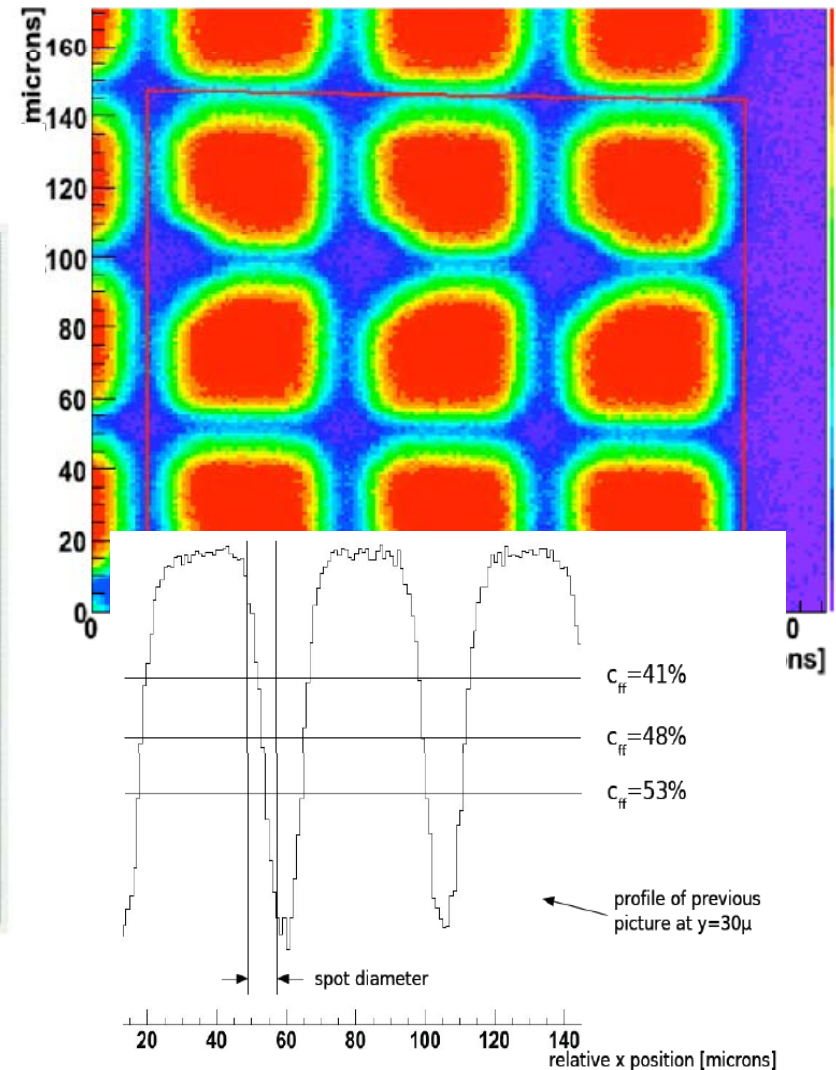 microns]
160
140
120
100
80
60
40
20
0
0
0
ns]
c_ff=41%
c_ff=48%
c_ff=53%
profile of previous
picture at y=30µ
spot diameter
20 40 60 80 100 120 140
relative x position [microns]